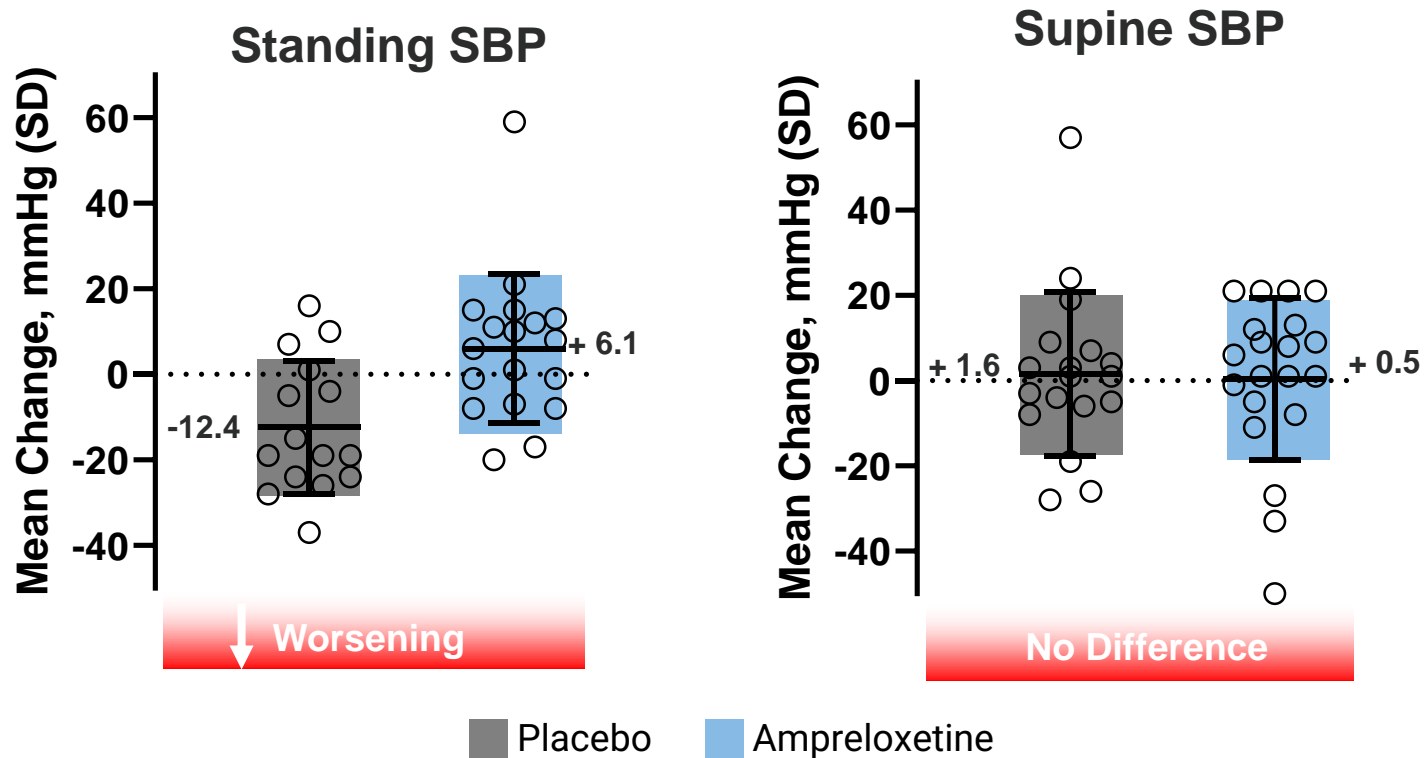 Standing SBP
Mean Change, mmHg (SD)
60
40
20
0
-20
-40
-12.4
+ 6.1
Worsening
Supine SBP
Mean Change, mmHg (SD)
60
40
20
0
-20
-40
+ 1.6
+ 0.5
No Difference
Placebo
Ampreloxetine